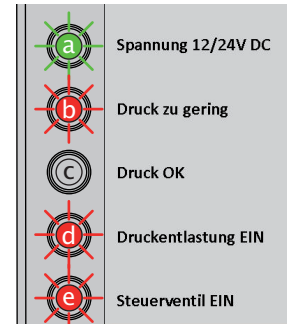 a Spannung 12/24V DC
b Druck zu gering
c Druck OK
d Druckentlastung EIN
e Steuerventil EIN